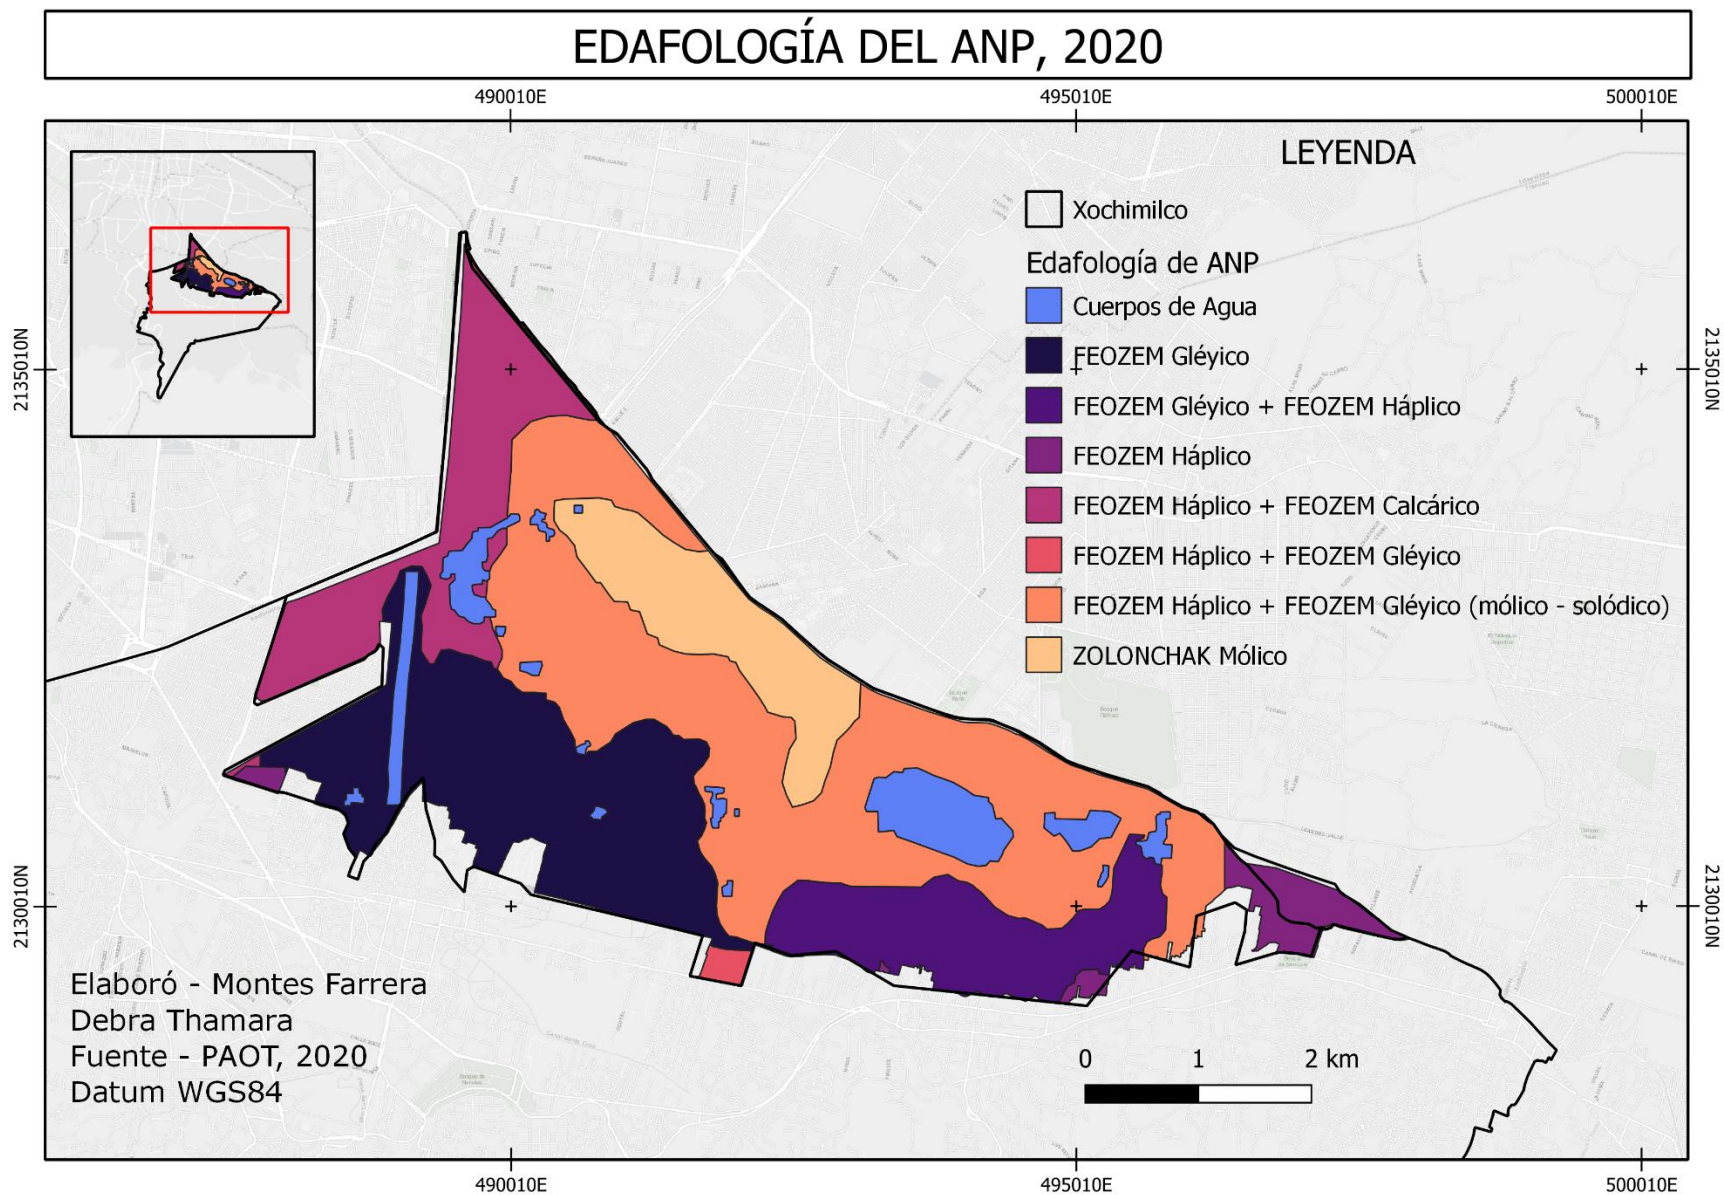 EDAFOLOGÍA DEL ANP, 2020
490010E
495010E
500010E
LEYENDA
Xochimilco
Edafología de ANP
Cuerpos de Agua
FEOZEM Gléyico
FEOZEM Gléyico + FEOZEM Háplico
FEOZEM Háplico
FEOZEM Háplico + FEOZEM Calcárico
FEOZEM Háplico + FEOZEM Gléyico
FEOZEM Háplico + FEOZEM Gléyico (mólico - solódico)
ZOLONCHAK Mólico
2135010N
2135010N
2130010N
2130010N
Elaboró - Montes Farrera
Debra Thamara
Fuente - PAOT, 2020
Datum WGS84
0 1 2 km
490010E
495010E
500010E